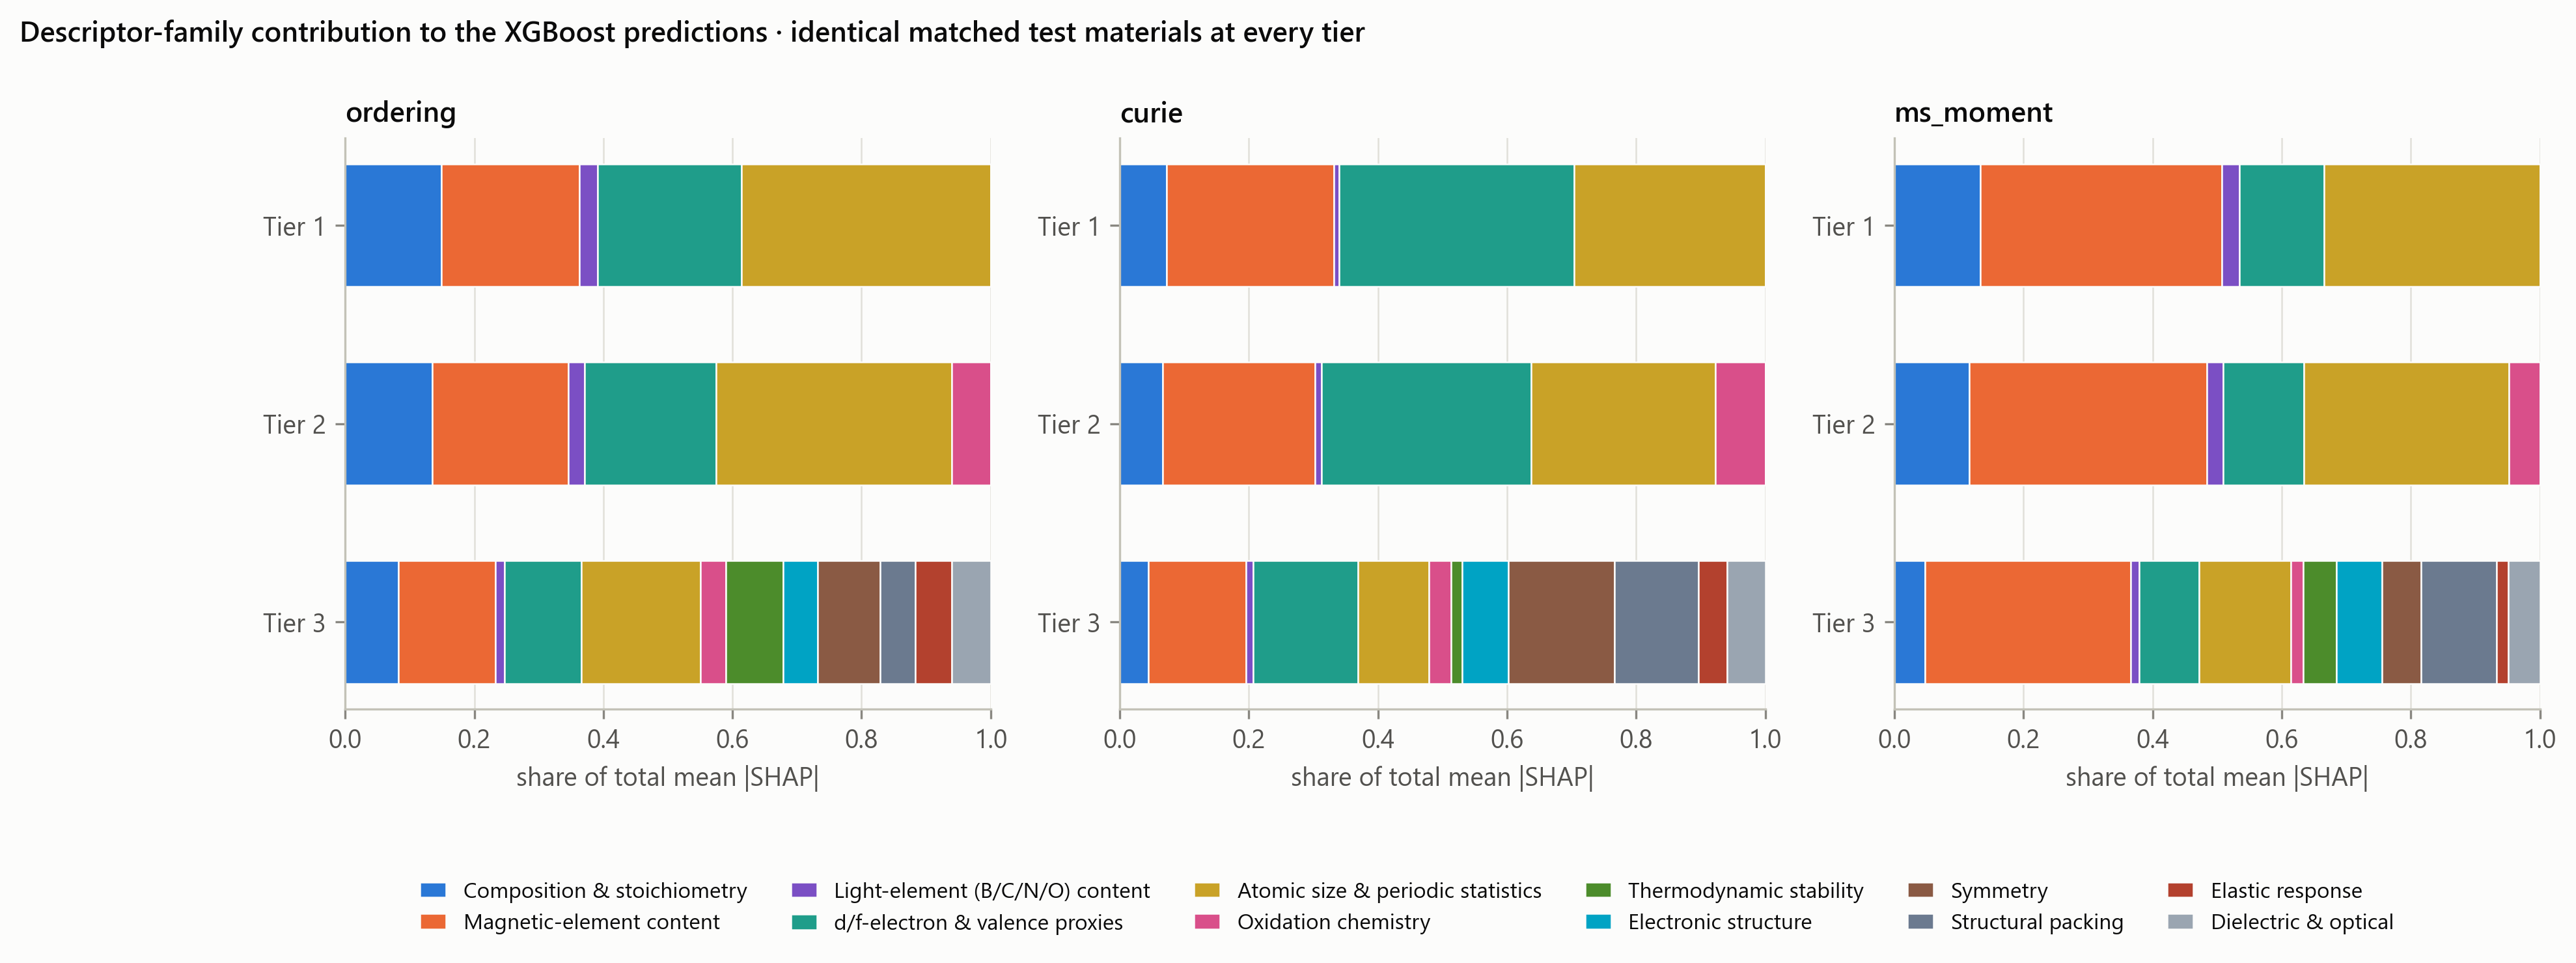 Descriptor-family contribution to the XGBoost predictions · identical matched test materials at every tier
ordering
Tier 1
Tier 2
Tier 3
0.0 0.2 0.4 0.6 0.8 1.0
share of total mean |SHAP|
curie
Tier 1
Tier 2
Tier 3
0.0 0.2 0.4 0.6 0.8 1.0
share of total mean |SHAP|
ms_moment
Tier 1
Tier 2
Tier 3
0.0 0.2 0.4 0.6 0.8 1.0
share of total mean |SHAP|
Composition & stoichiometry
Magnetic-element content
Light-element (B/C/N/O) content
d/f-electron & valence proxies
Atomic size & periodic statistics
Oxidation chemistry
Thermodynamic stability
Electronic structure
Symmetry
Structural packing
Elastic response
Dielectric & optical